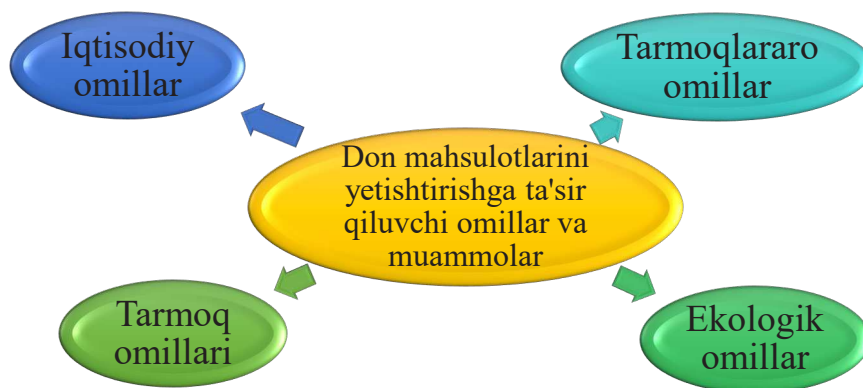 Iqtisodiy
omillar
Tarmoqlararo
omillar
Don mahsulotlarini
yetishtirishga ta'sir
qiluvchi omillar va
muammolar
Tarmoq
omillari
Ekologik
omillar